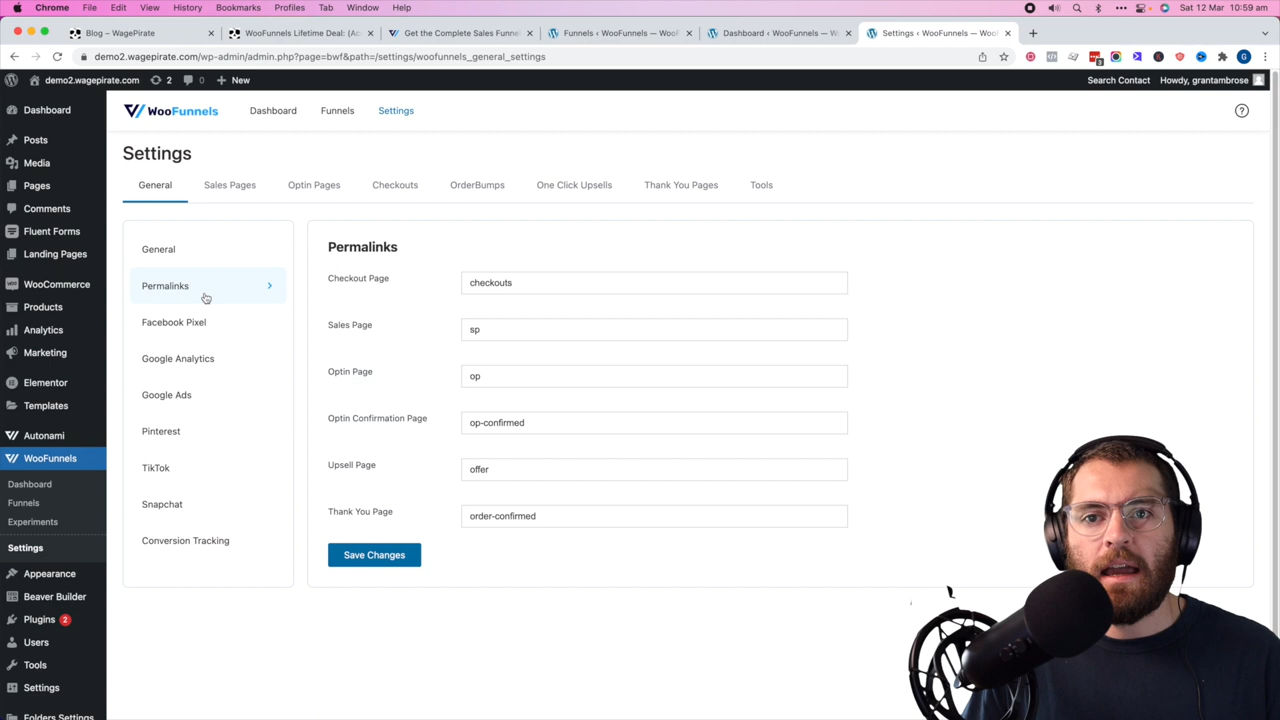 Chrome File Edit View History Bookmarks Profiles Tab Window Help Sat 12 Mar 10:59 am
Blog – WagePirate
WooFunnels Lifetime Deal: (Ac
Get the Complete Sales Funne
Funnels ‹ WooFunnels — WooF
Dashboard ‹ WooFunnels — W
Settings ‹ WooFunnels — Wool
demo2.wagepirate.com/wp-admin/admin.php?page=bwf&path=/settings/woofunnels_general_settings
3
G
demo2.wagepirate.com 2 0 New Search Contact Howdy, grantambrose
Dashboard
Posts
Media
Pages
Comments
Fluent Forms
Landing Pages
WooCommerce
Products
Analytics
Marketing
Elementor
Templates
Autonami
WooFunnels
Dashboard
Funnels
Experiments
Settings
Appearance
Beaver Builder
Plugins 2
Users
Tools
Settings
Folders Settings
WooFunnels Dashboard Funnels Settings ?
Settings
General Sales Pages Optin Pages Checkouts OrderBumps One Click Upsells Thank You Pages Tools
General
Permalinks
Facebook Pixel
Google Analytics
Google Ads
Pinterest
TikTok
Snapchat
Conversion Tracking
Permalinks
Checkout Page checkouts
Sales Page sp
Optin Page op
Optin Confirmation Page op-confirmed
Upsell Page offer
Thank You Page order-confirmed
Save Changes